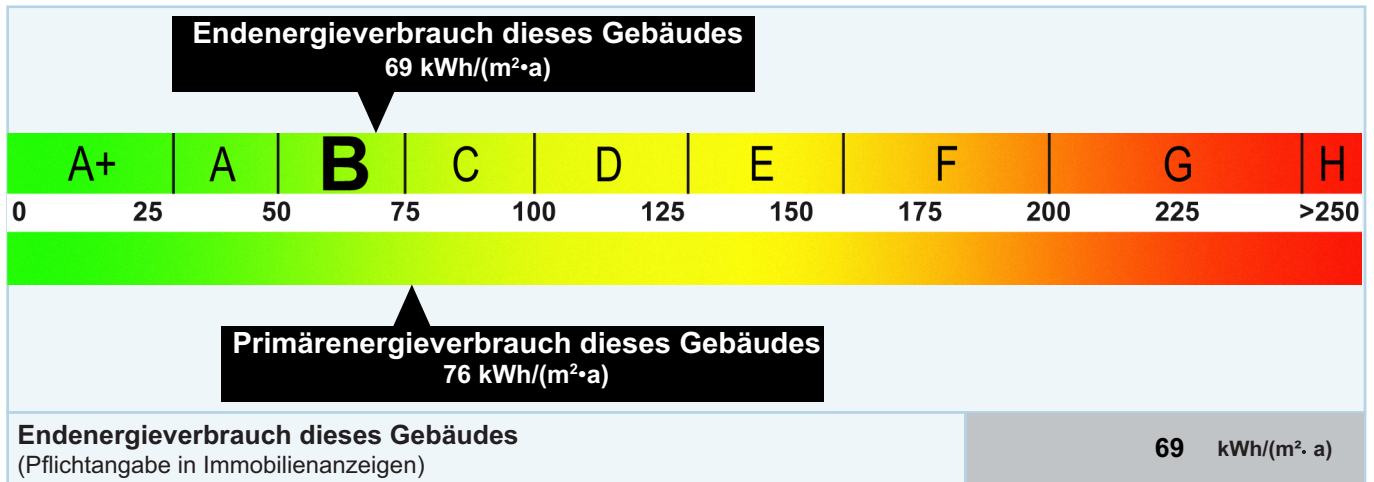 Endenergieverbrauch dieses Gebäudes
69 kWh/(m²•a)
A+ A B C D E F G H
0 25 50 75 100 125 150 175 200 225 >250
Primärenergieverbrauch dieses Gebäudes
76 kWh/(m²•a)
Endenergieverbrauch dieses Gebäudes 69 kWh/(m²· a)
(Pflichtangabe in Immobilienanzeigen)